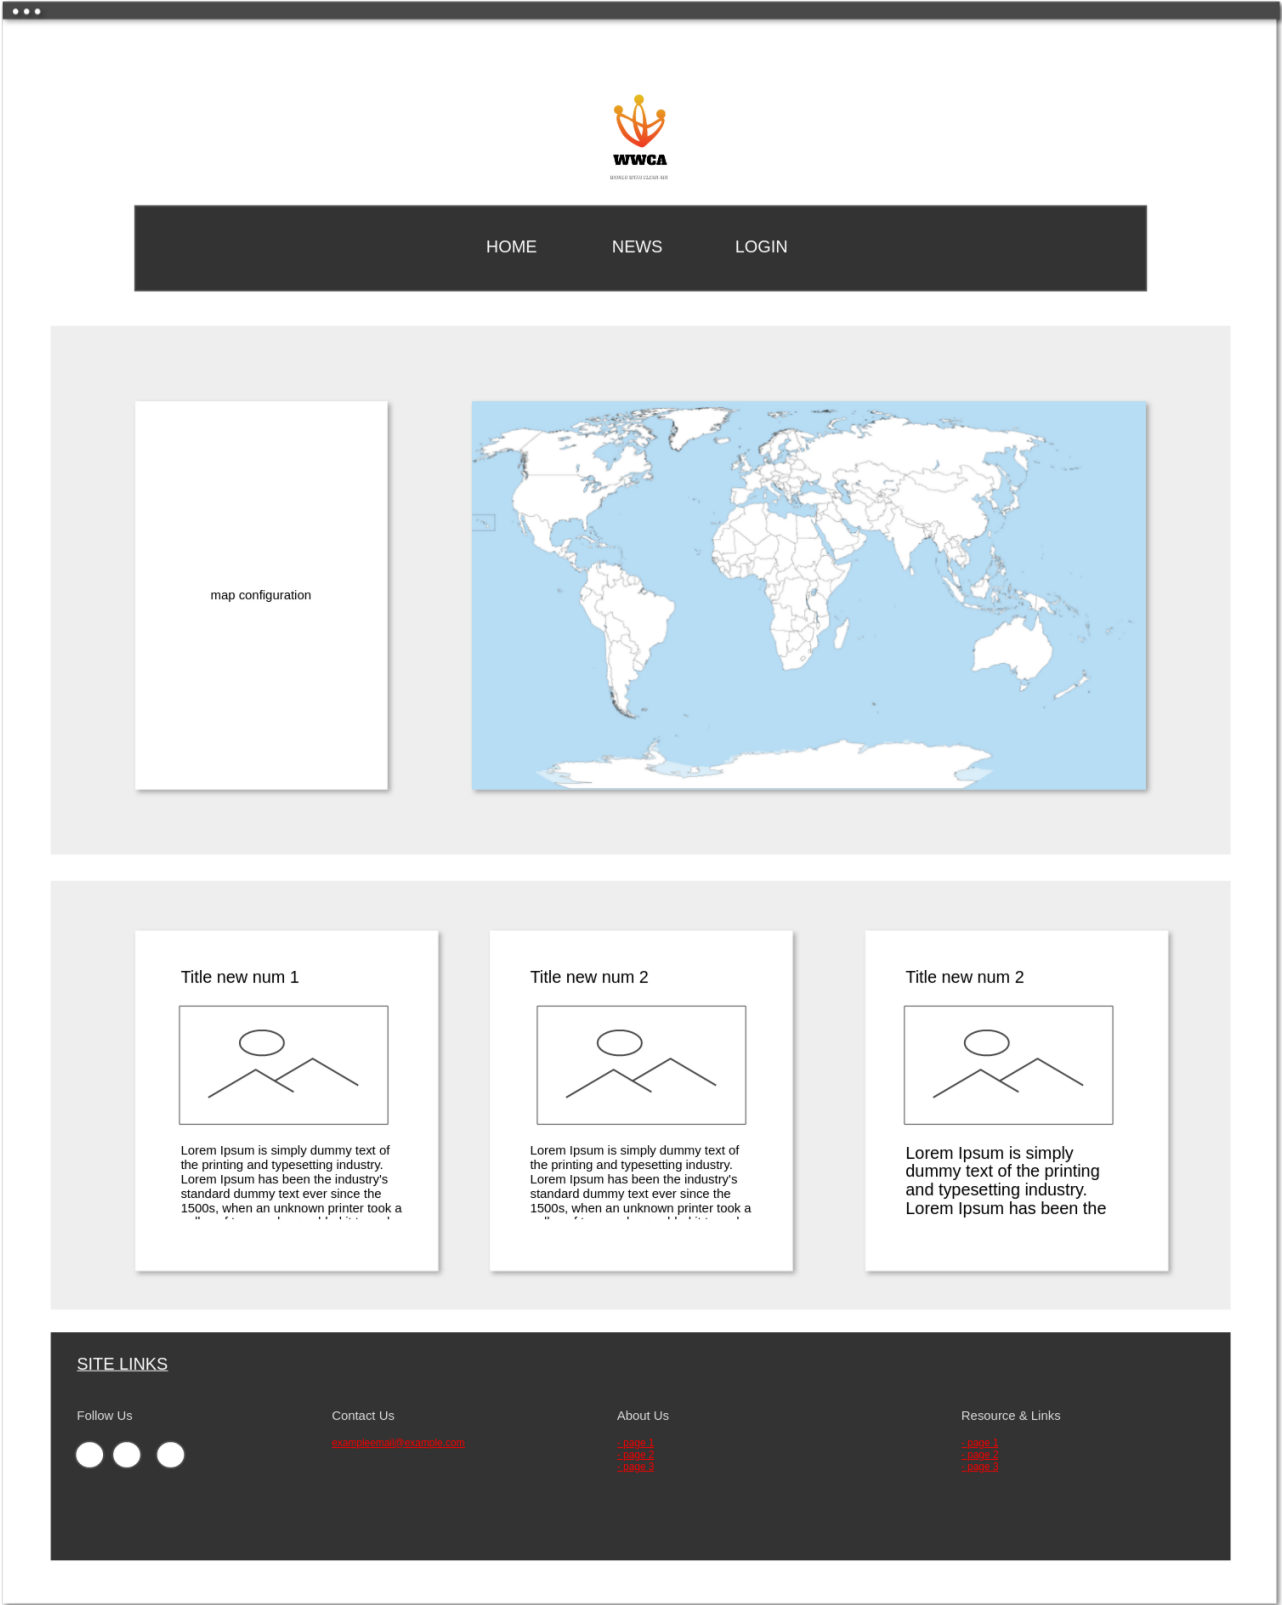 WWCA
WORLD WITH CLEAN AIR
HOME NEWS LOGIN
map configuration
Title new num 1
Lorem Ipsum is simply dummy text of
the printing and typesetting industry.
Lorem Ipsum has been the industry's
standard dummy text ever since the
1500s, when an unknown printer took a
Title new num 2
Lorem Ipsum is simply dummy text of
the printing and typesetting industry.
Lorem Ipsum has been the industry's
standard dummy text ever since the
1500s, when an unknown printer took a
Title new num 2
Lorem Ipsum is simply
dummy text of the printing
and typesetting industry.
Lorem Ipsum has been the
SITE LINKS
Follow Us
Contact Us
exampleemail@example.com
About Us
- page 1
- page 2
- page 3
Resource & Links
- page 1
- page 2
- page 3